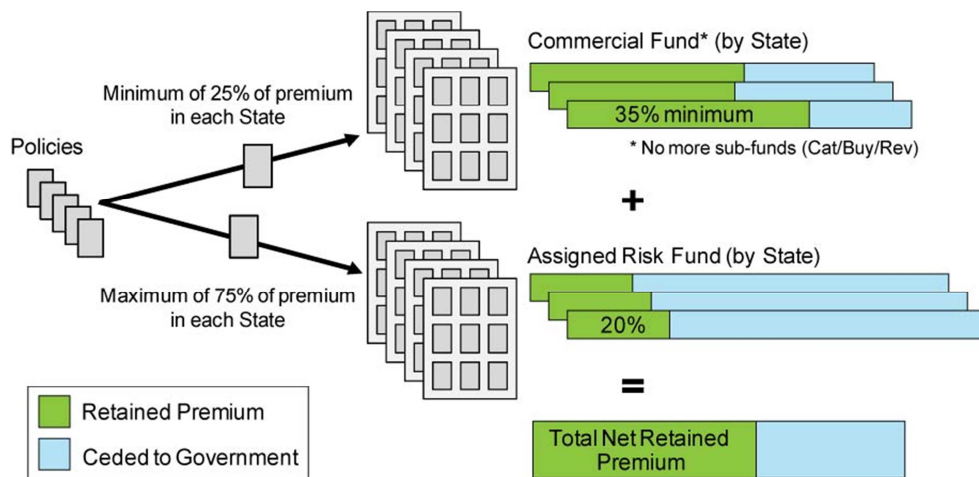 Commercial Fund* (by State)
Minimum of 25% of premium
in each State
35% minimum
* No more sub-funds (Cat/Buy/Rev)
Policies
+
Assigned Risk Fund (by State)
Maximum of 75% of premium
in each State
20%
=
Retained Premium
Ceded to Government
Total Net Retained
Premium